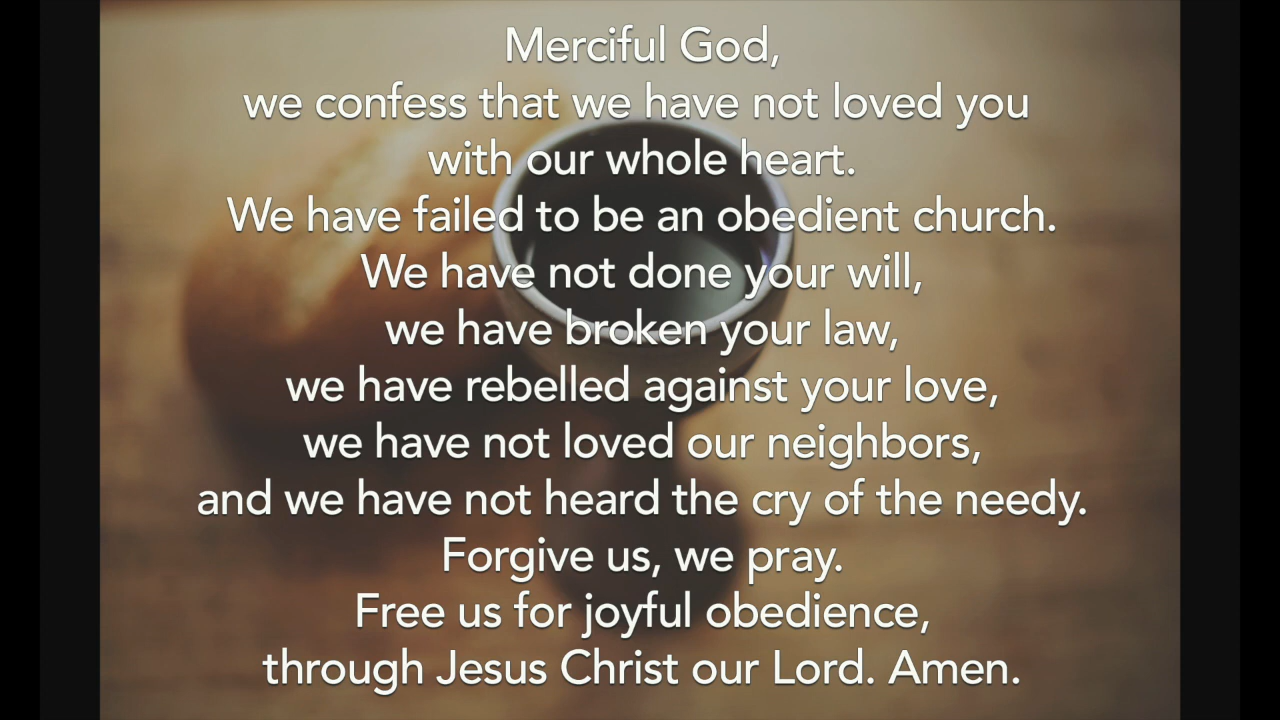 Merciful God,
we confess that we have not loved you
with our whole heart.
We have failed to be an obedient church.
We have not done your will,
we have broken your law,
we have rebelled against your love,
we have not loved our neighbors,
and we have not heard the cry of the needy.
Forgive us, we pray.
Free us for joyful obedience,
through Jesus Christ our Lord. Amen.